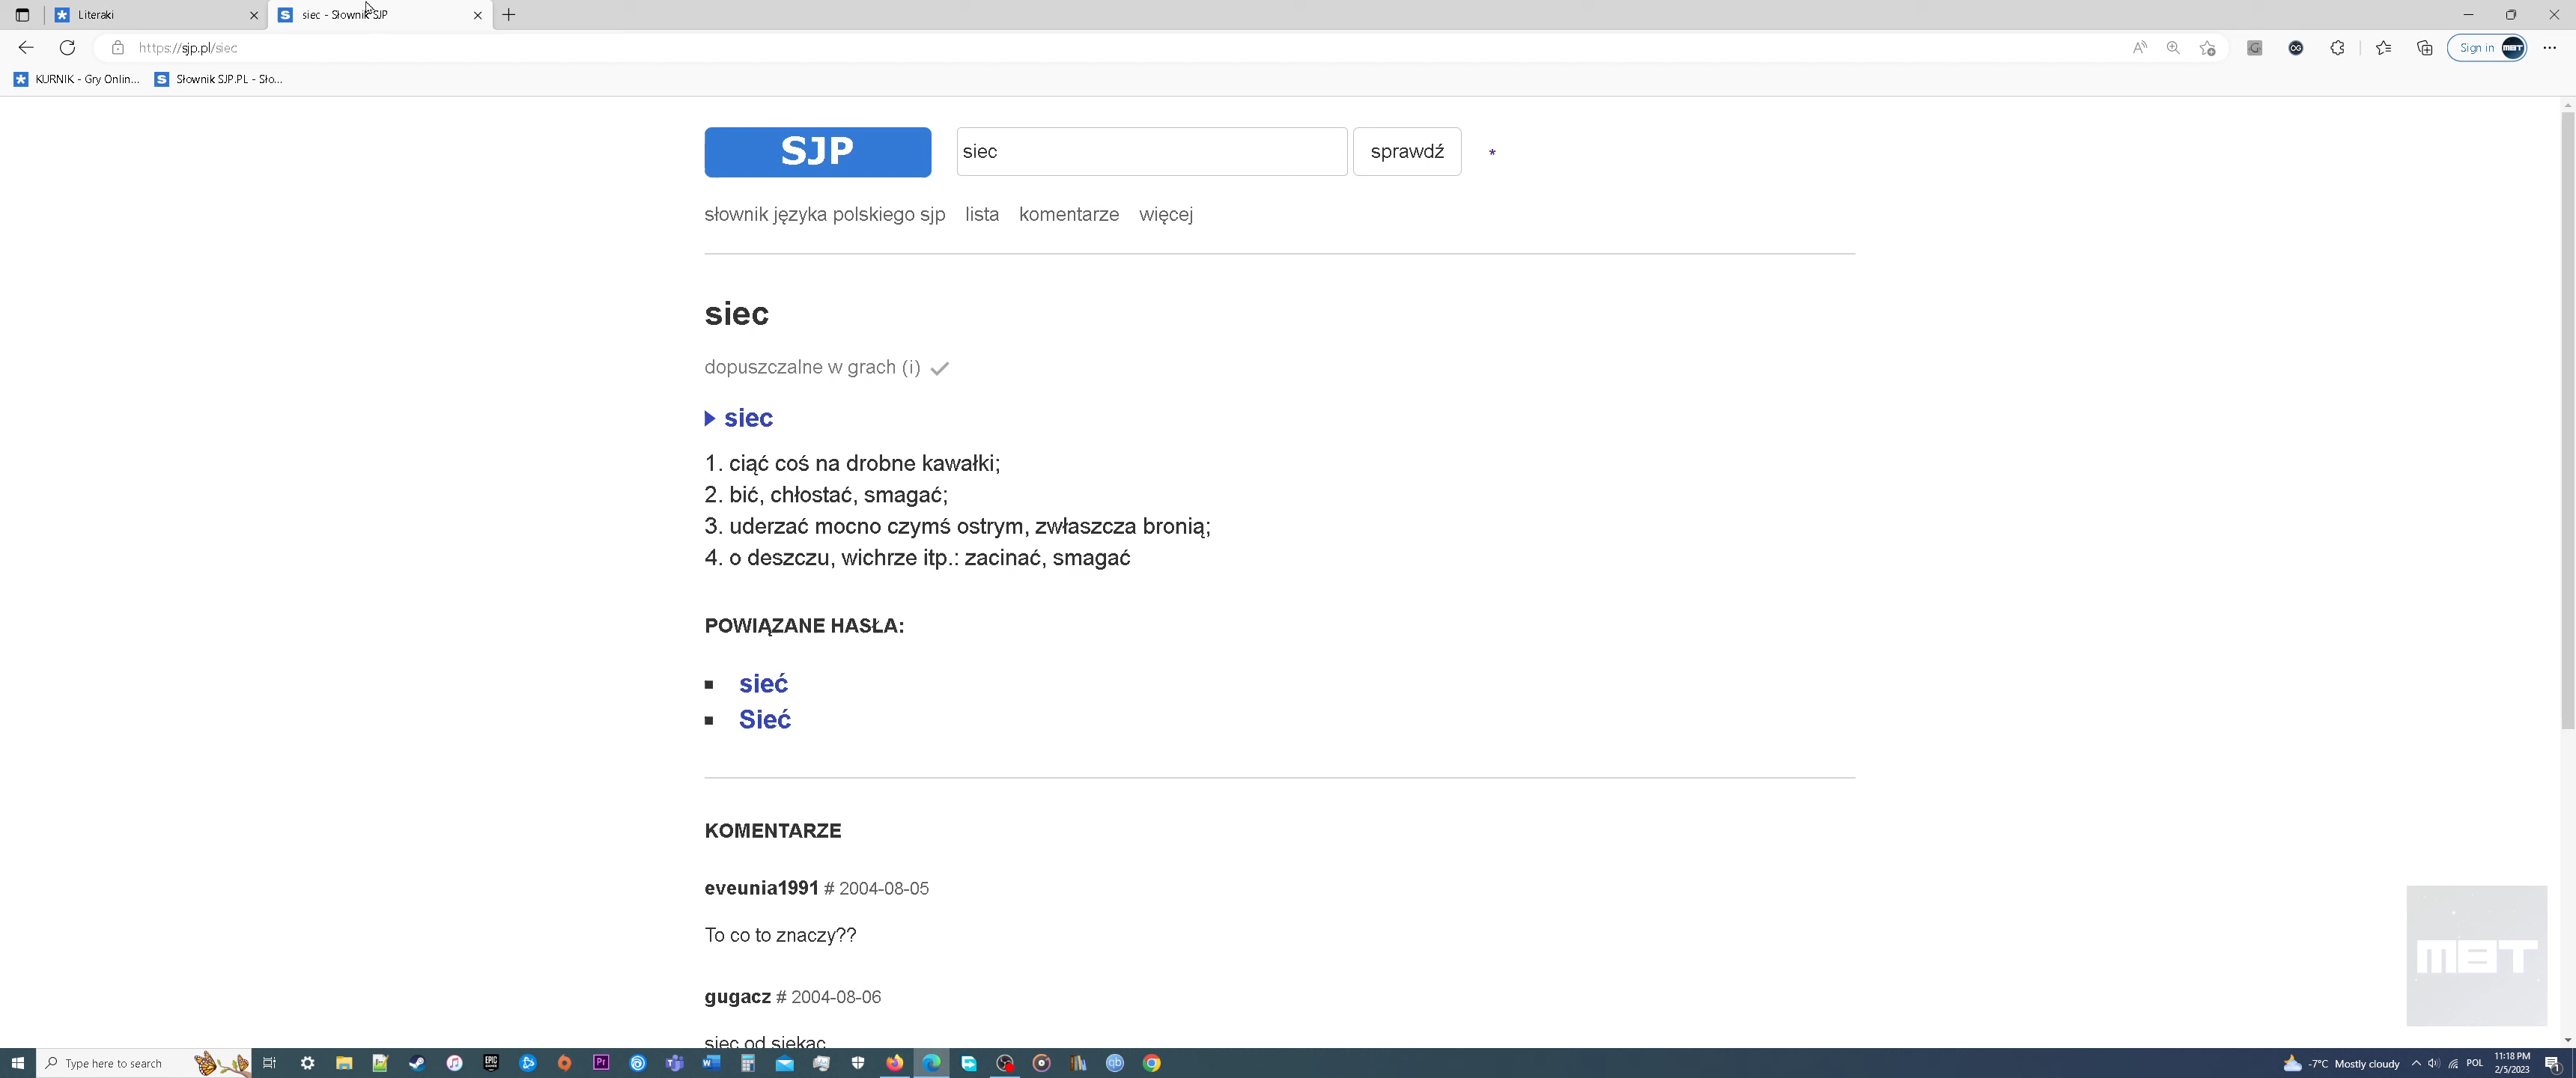 Literaki
siec - Słownik SJP
https://sjp.pl/siec
Sign in
KURNIK - Gry Onlin...
Słownik SJP.PL - Sło...
SJP
siec
sprawdź
*
słownik języka polskiego sjp lista komentarze więcej
siec
dopuszczalne w grach (i)
siec
1. ciąć coś na drobne kawałki;
2. bić, chłostać, smagać;
3. uderzać mocno czymś ostrym, zwłaszcza bronią;
4. o deszczu, wichrze itp.: zacinać, smagać
POWIĄZANE HASŁA:
sieć
Sieć
KOMENTARZE
eveunia1991 # 2004-08-05
To co to znaczy??
gugacz # 2004-08-06
siec od siekac
MBT
Type here to search
-7°C Mostly cloudy
POL
11:18 PM
2/5/2023